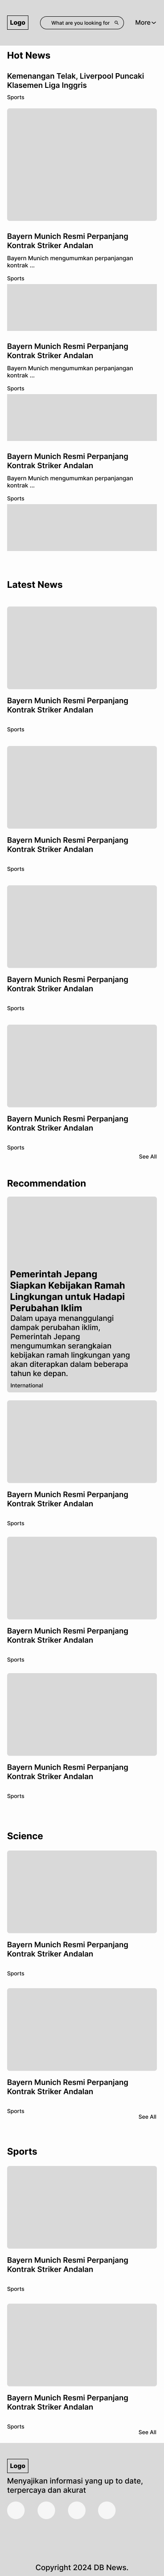 Logo
What are you looking for
More
Hot News
Kemenangan Telak, Liverpool Puncaki
Klasemen Liga Inggris
Sports
Bayern Munich Resmi Perpanjang
Kontrak Striker Andalan
Bayern Munich mengumumkan perpanjangan
kontrak ...
Sports
Bayern Munich Resmi Perpanjang
Kontrak Striker Andalan
Bayern Munich mengumumkan perpanjangan
kontrak ...
Sports
Bayern Munich Resmi Perpanjang
Kontrak Striker Andalan
Bayern Munich mengumumkan perpanjangan
kontrak ...
Sports
Latest News
Bayern Munich Resmi Perpanjang
Kontrak Striker Andalan
Sports
Bayern Munich Resmi Perpanjang
Kontrak Striker Andalan
Sports
Bayern Munich Resmi Perpanjang
Kontrak Striker Andalan
Sports
Bayern Munich Resmi Perpanjang
Kontrak Striker Andalan
Sports
See All
Recommendation
Pemerintah Jepang
Siapkan Kebijakan Ramah
Lingkungan untuk Hadapi
Perubahan Iklim
Dalam upaya menanggulangi
dampak perubahan iklim,
Pemerintah Jepang
mengumumkan serangkaian
kebijakan ramah lingkungan yang
akan diterapkan dalam beberapa
tahun ke depan.
International
Bayern Munich Resmi Perpanjang
Kontrak Striker Andalan
Sports
Bayern Munich Resmi Perpanjang
Kontrak Striker Andalan
Sports
Bayern Munich Resmi Perpanjang
Kontrak Striker Andalan
Sports
Science
Bayern Munich Resmi Perpanjang
Kontrak Striker Andalan
Sports
Bayern Munich Resmi Perpanjang
Kontrak Striker Andalan
Sports
See All
Sports
Bayern Munich Resmi Perpanjang
Kontrak Striker Andalan
Sports
Bayern Munich Resmi Perpanjang
Kontrak Striker Andalan
Sports
See All
Logo
Menyajikan informasi yang up to date,
terpercaya dan akurat
Copyright 2024 DB News.